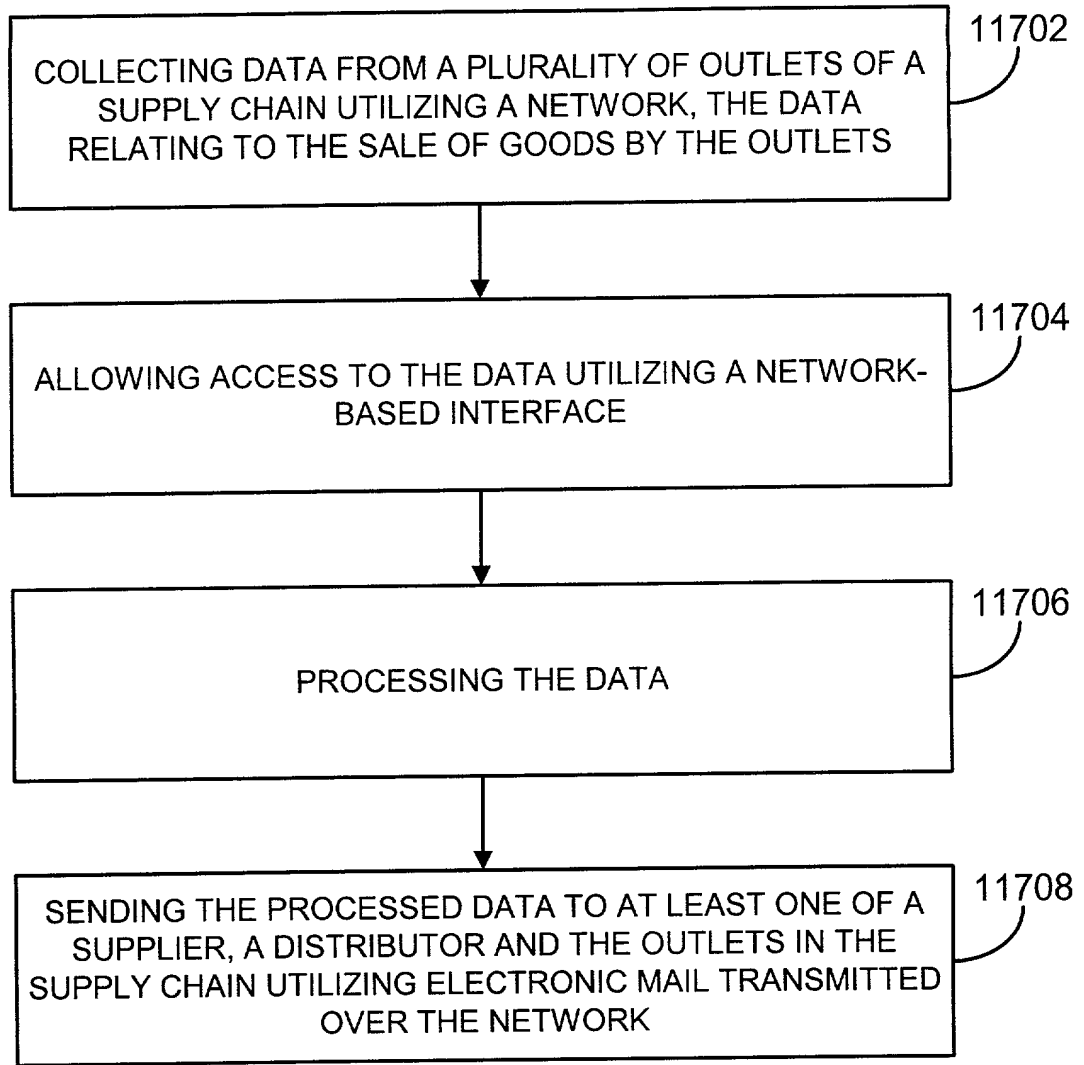 11702
COLLECTING DATA FROM A PLURALITY OF OUTLETS OF A
SUPPLY CHAIN UTILIZING A NETWORK, THE DATA
RELATING TO THE SALE OF GOODS BY THE OUTLETS
11704
ALLOWING ACCESS TO THE DATA UTILIZING A NETWORK-
BASED INTERFACE
11706
PROCESSING THE DATA
11708
SENDING THE PROCESSED DATA TO AT LEAST ONE OF A
SUPPLIER, A DISTRIBUTOR AND THE OUTLETS IN THE
SUPPLY CHAIN UTILIZING ELECTRONIC MAIL TRANSMITTED
OVER THE NETWORK